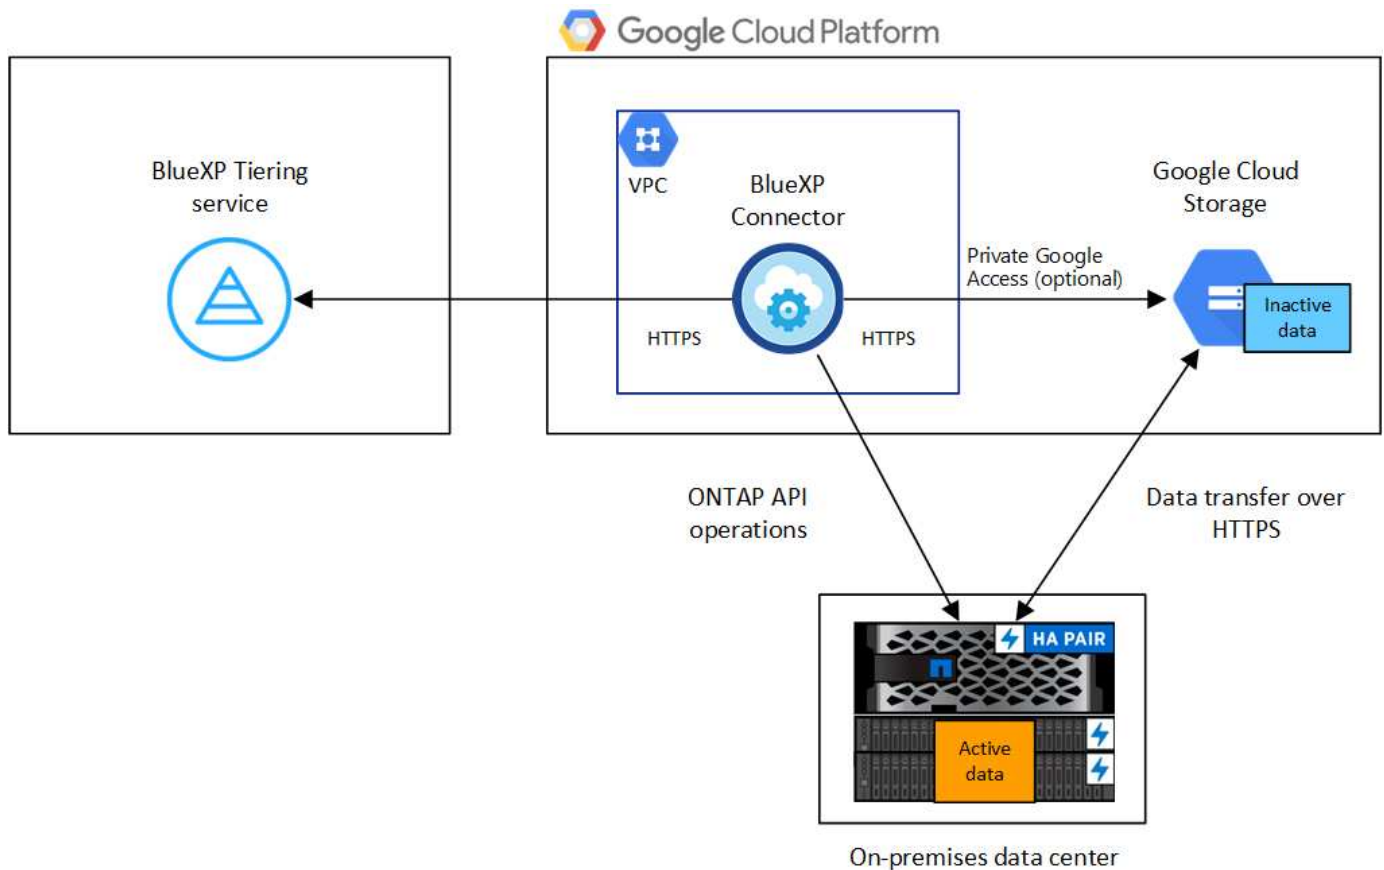 Google Cloud Platform
BlueXP Tiering
service
VPC
BlueXP
Connector
Google Cloud
Storage
Private Google
Access (optional)
Inactive
data
HTTPS
HTTPS
ONTAP API
operations
Data transfer over
HTTPS
HA PAIR
Active
data
On-premises data center